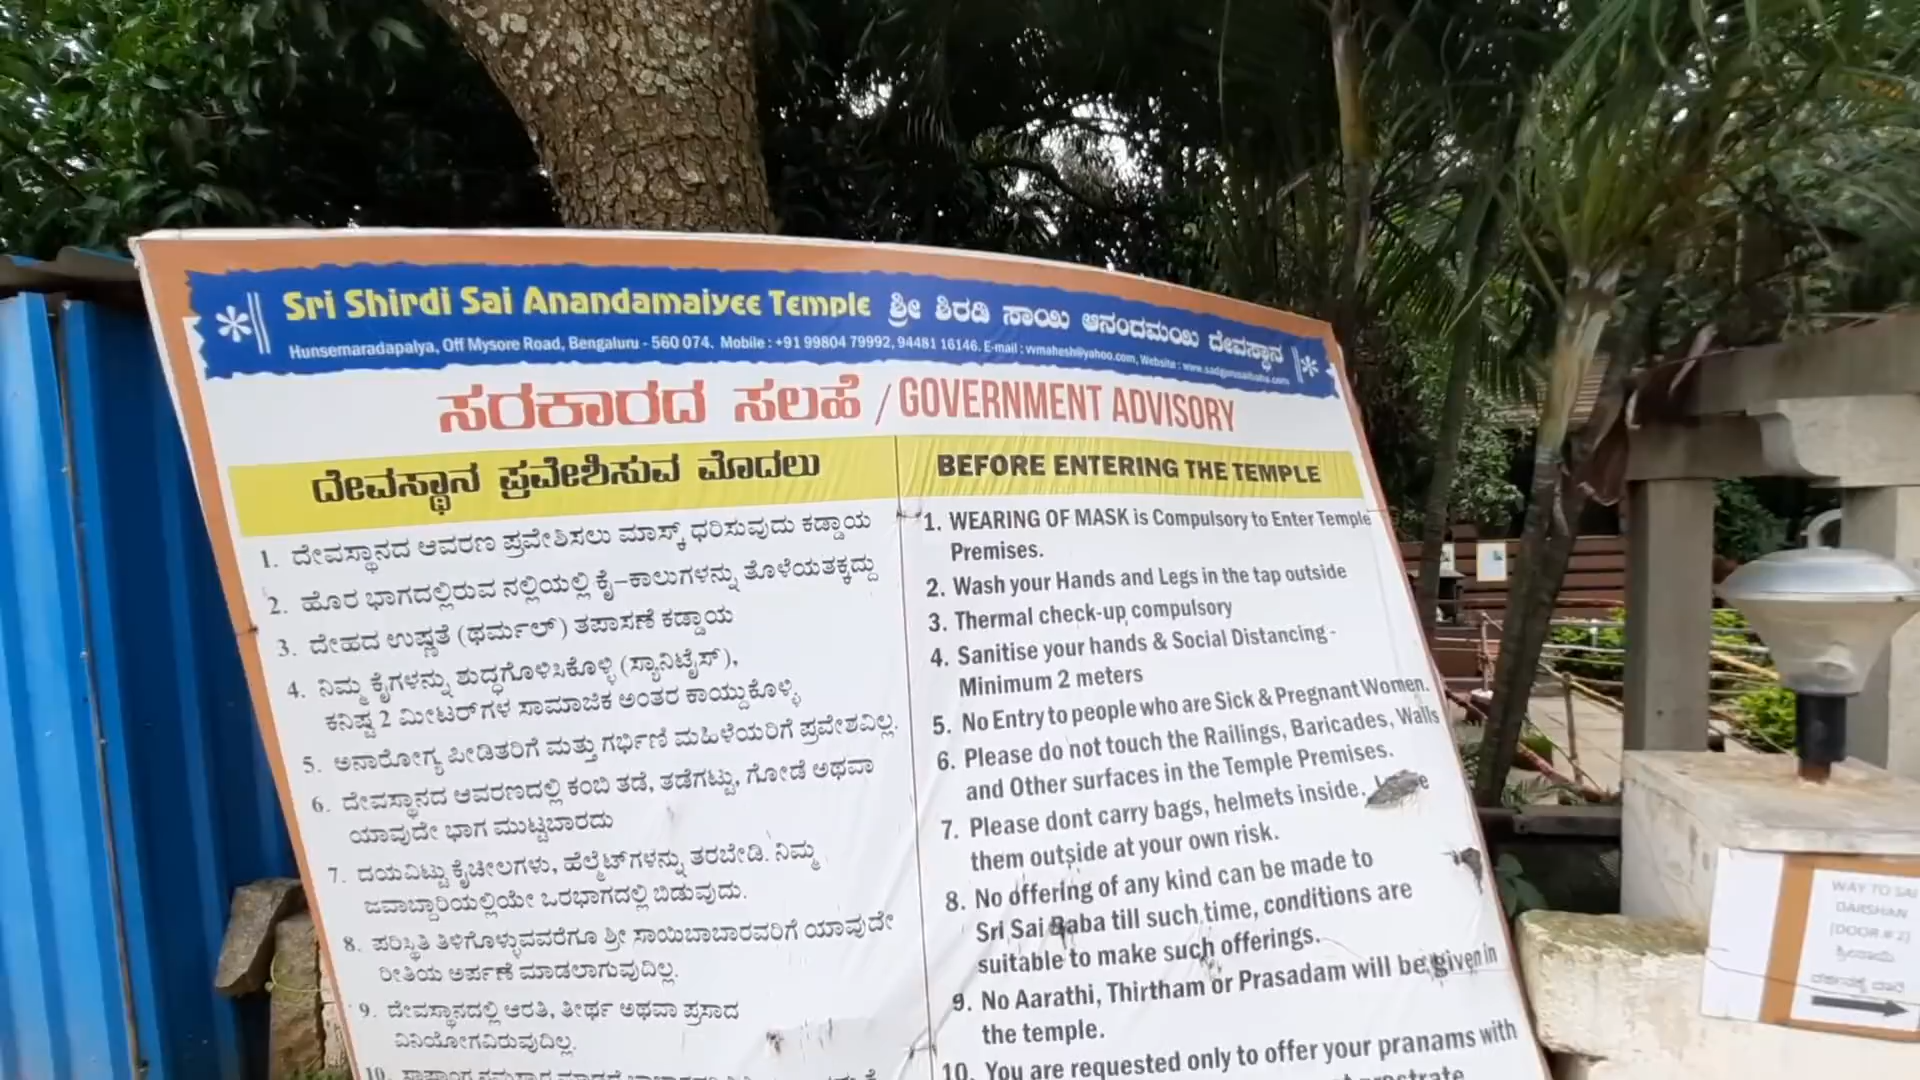 Sri Shirdi Sai Anandamaiyee Temple ಶ್ರೀ ಶಿರಡಿ ಸಾಯಿ ಆನಂದಮಯಿ ದೇವಸ್ಥಾನ
Hunsemaradapalya, Off Mysore Road, Bengaluru - 560 074. Mobile : +91 99804 79992, 94481 16146. E-mail : vvmahesh@yahoo.com, Website :
ಸರಕಾರದ ಸಲಹೆ / GOVERNMENT ADVISORY
ದೇವಸ್ಥಾನ ಪ್ರವೇಶಿಸುವ ಮೊದಲು
1. ದೇವಸ್ಥಾನದ ಆವರಣ ಪ್ರವೇಶಿಸಲು ಮಾಸ್ಕ್ ಧರಿಸುವುದು ಕಡ್ಡಾಯ
2. ಹೊರ ಭಾಗದಲ್ಲಿರುವ ನಲ್ಲಿಯಲ್ಲಿ ಕೈ-ಕಾಲುಗಳನ್ನು ತೊಳೆಯತಕ್ಕದ್ದು
3. ದೇಹದ ಉಷ್ಣತೆ (ಥರ್ಮಲ್) ತಪಾಸಣೆ ಕಡ್ಡಾಯ
4. ನಿಮ್ಮ ಕೈಗಳನ್ನು ಶುದ್ಧಗೊಳಿಸಿಕೊಳ್ಳಿ (ಸ್ಯಾನಿಟೈಸ್),
ಕನಿಷ್ಟ 2 ಮೀಟರ್‌ಗಳ ಸಾಮಾಜಿಕ ಅಂತರ ಕಾಯ್ದುಕೊಳ್ಳಿ
5. ಅನಾರೋಗ್ಯ ಪೀಡಿತರಿಗೆ ಮತ್ತು ಗರ್ಭಿಣಿ ಮಹಿಳೆಯರಿಗೆ ಪ್ರವೇಶವಿಲ್ಲ.
6. ದೇವಸ್ಥಾನದ ಆವರಣದಲ್ಲಿ ಕಂಬಿ ತಡೆ, ತಡೆಗಟ್ಟು, ಗೋಡೆ ಅಥವಾ
ಯಾವುದೇ ಭಾಗ ಮುಟ್ಟಬಾರದು
7. ದಯವಿಟ್ಟು ಕೈಚೀಲಗಳು, ಹೆಲ್ಮೆಟ್‌ಗಳನ್ನು ತರಬೇಡಿ. ನಿಮ್ಮ
ಜವಾಬ್ದಾರಿಯಲ್ಲಿಯೇ ಒರಭಾಗದಲ್ಲಿ ಬಿಡುವುದು.
8. ಪರಿಸ್ಥಿತಿ ತಿಳಿಗೊಳ್ಳುವವರೆಗೂ ಶ್ರೀ ಸಾಯಿಬಾಬಾರವರಿಗೆ ಯಾವುದೇ
ರೀತಿಯ ಅರ್ಪಣೆ ಮಾಡಲಾಗುವುದಿಲ್ಲ.
9. ದೇವಸ್ಥಾನದಲ್ಲಿ ಆರತಿ, ತೀರ್ಥ ಅಥವಾ ಪ್ರಸಾದ
ವಿನಿಯೋಗವಿರುವುದಿಲ್ಲ.
10.
BEFORE ENTERING THE TEMPLE
1. WEARING OF MASK is Compulsory to Enter Temple
Premises.
2. Wash your Hands and Legs in the tap outside
3. Thermal check-up compulsory
4. Sanitise your hands & Social Distancing -
Minimum 2 meters
5. No Entry to people who are Sick & Pregnant Women.
6. Please do not touch the Railings, Baricades, Walls
and Other surfaces in the Temple Premises.
7. Please dont carry bags, helmets inside.
them outside at your own risk.
8. No offering of any kind can be made to
Sri Sai Baba till such time, conditions are
suitable to make such offerings.
9. No Aarathi, Thirtham or Prasadam will be given in
the temple.
10. You are requested only to offer your pranams with
WAY TO SAI
DARSHAN
(DOOR # 2)